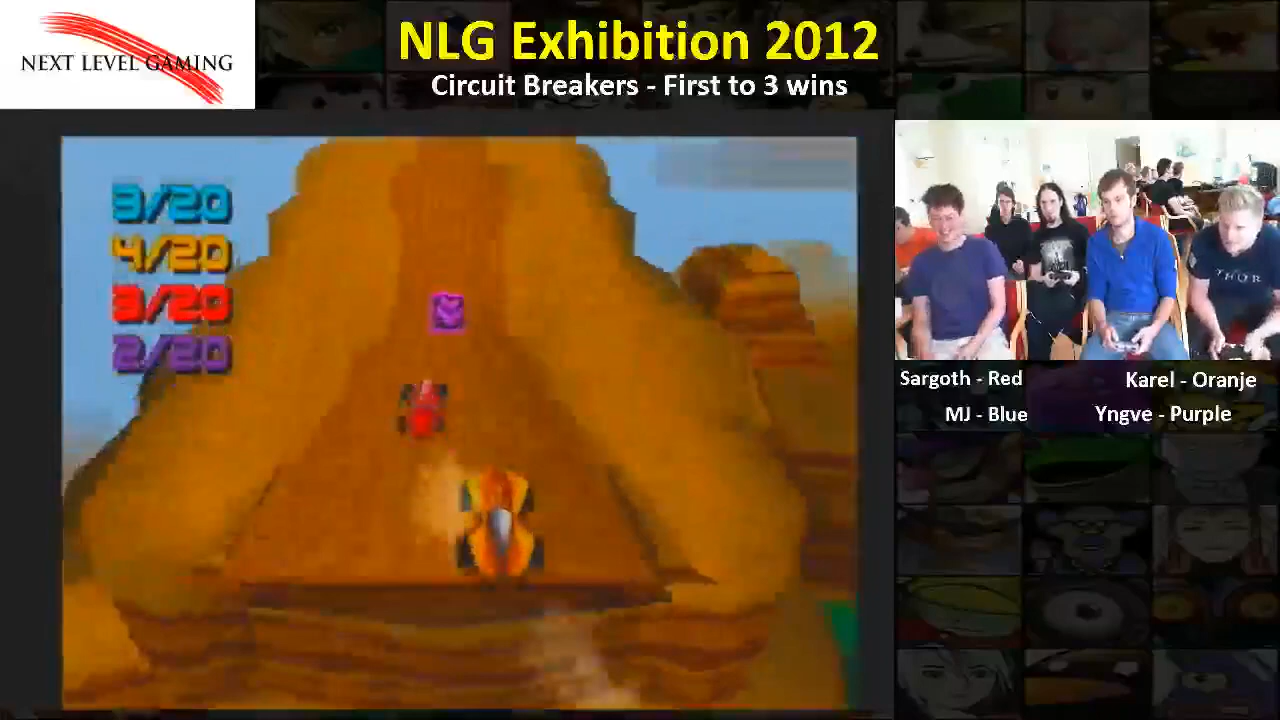 NEXT LEVEL GAMING
NLG Exhibition 2012
Circuit Breakers - First to 3 wins
3/20
4/20
3/20
2/20
THOR
Sargoth - Red
Karel - Oranje
MJ - Blue
Yngve - Purple